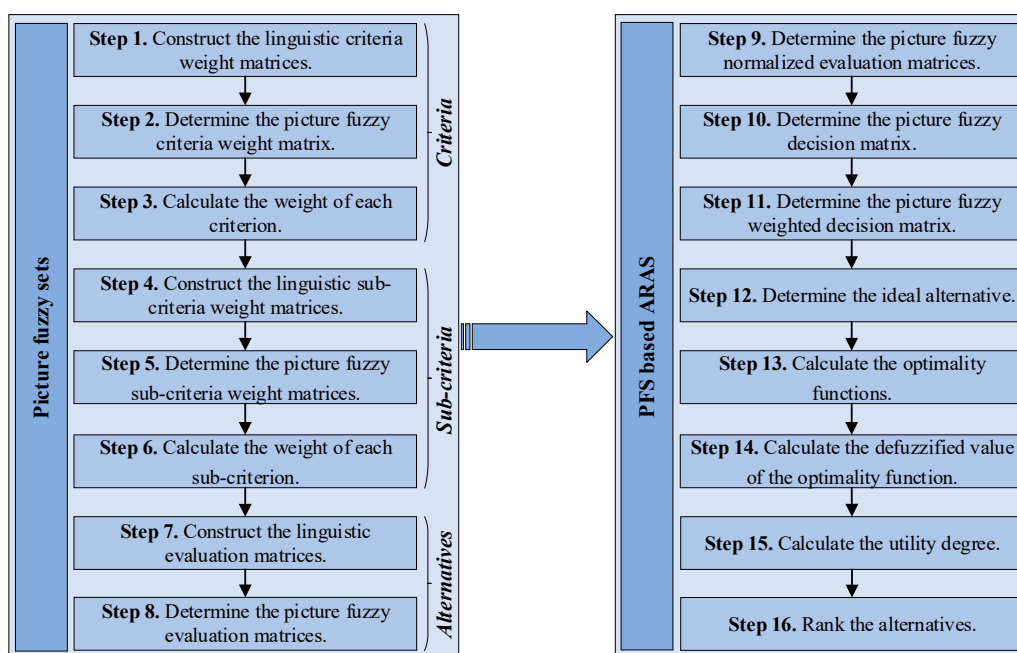 Picture fuzzy sets
Step 1. Construct the linguistic criteria
weight matrices.
Step 2. Determine the picture fuzzy
criteria weight matrix.
Step 3. Calculate the weight of each
criterion.
Criteria
Step 4. Construct the linguistic sub-
criteria weight matrices.
Step 5. Determine the picture fuzzy
sub-criteria weight matrices.
Step 6. Calculate the weight of each
sub-criterion.
Sub-criteria
Step 7. Construct the linguistic
evaluation matrices.
Step 8. Determine the picture fuzzy
evaluation matrices.
Alternatives
PFS based ARAS
Step 9. Determine the picture fuzzy
normalized evaluation matrices.
Step 10. Determine the picture fuzzy
decision matrix.
Step 11. Determine the picture fuzzy
weighted decision matrix.
Step 12. Determine the ideal alternative.
Step 13. Calculate the optimality
functions.
Step 14. Calculate the defuzzified value
of the optimality function.
Step 15. Calculate the utility degree.
Step 16. Rank the alternatives.